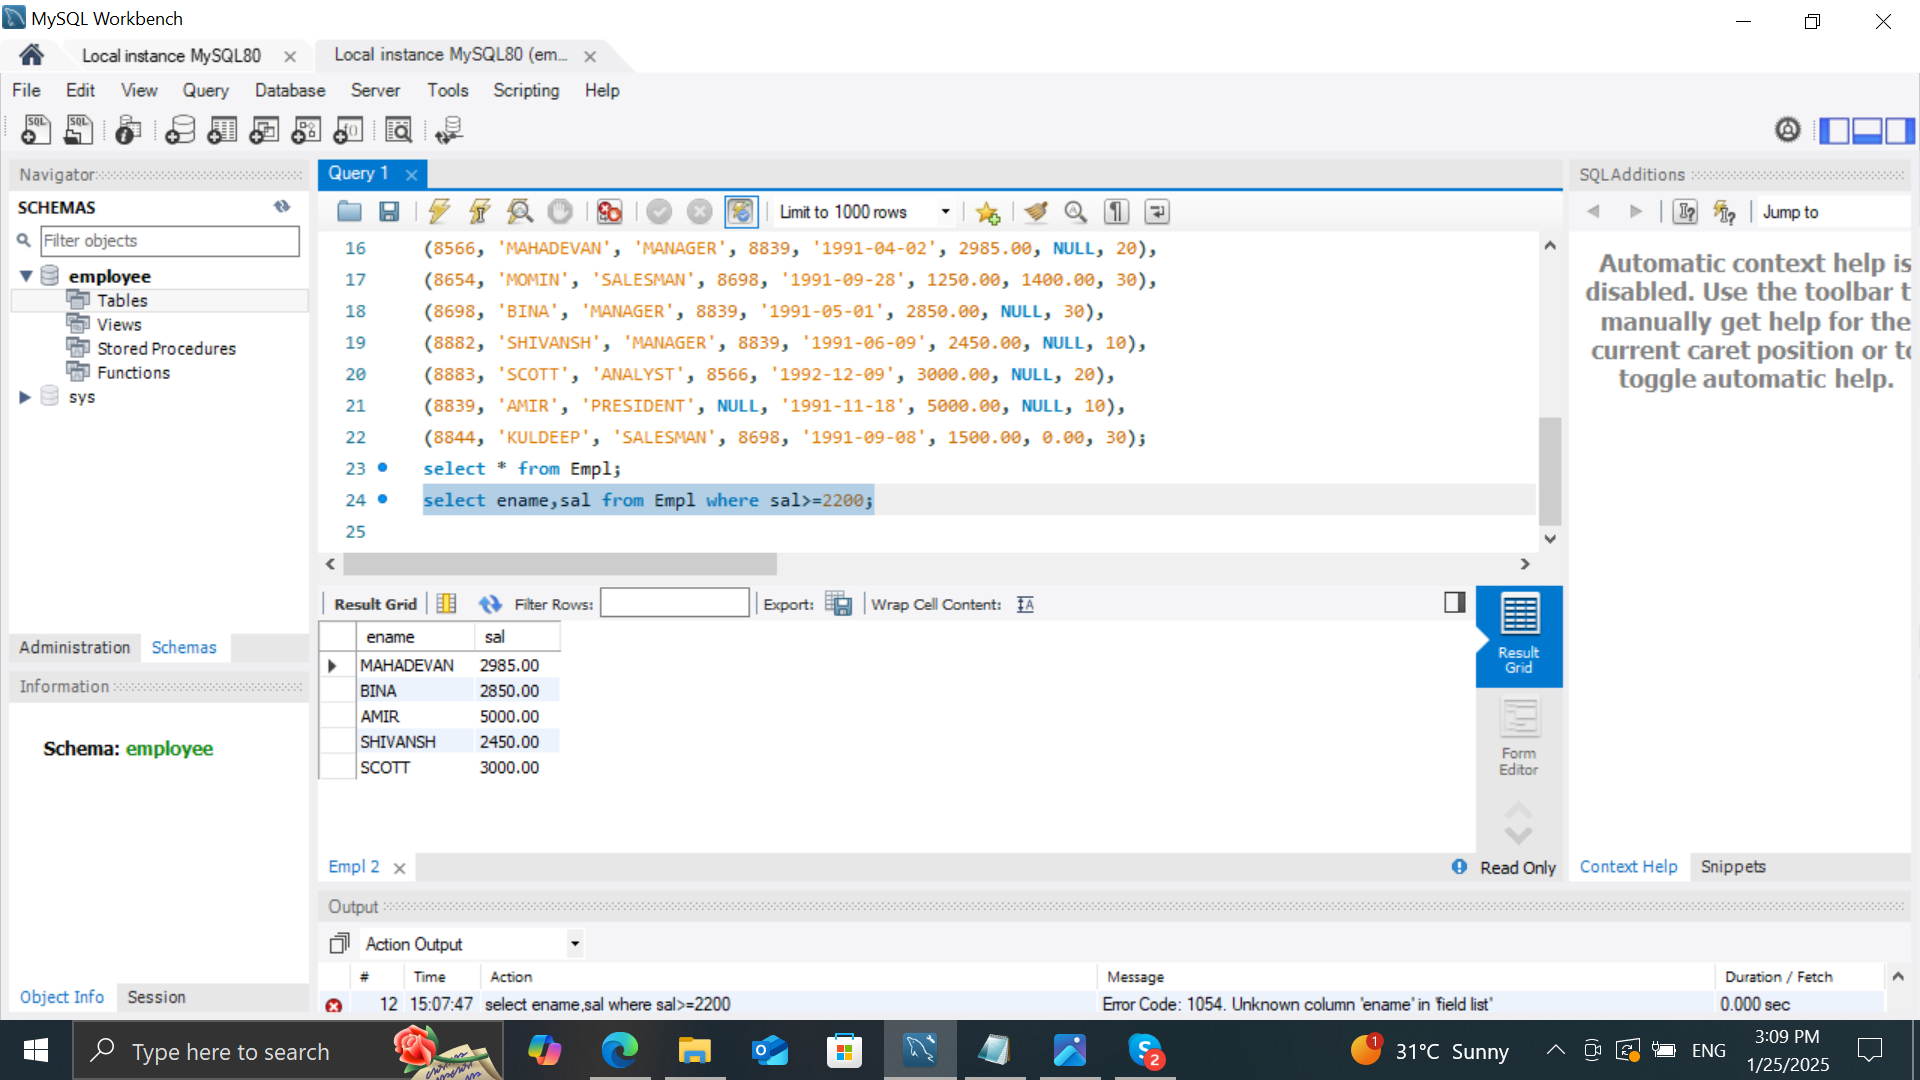 MySQL Workbench
Local instance MySQL80
Local instance MySQL80 (em...
File Edit View Query Database Server Tools Scripting Help
Navigator
SCHEMAS
Filter objects
employee
Tables
Views
Stored Procedures
Functions
sys
Administration Schemas
Information
Schema: employee
Object Info Session
Query 1
Limit to 1000 rows
16 (8566, 'MAHADEVAN', 'MANAGER', 8839, '1991-04-02', 2985.00, NULL, 20),
17 (8654, 'MOMIN', 'SALESMAN', 8698, '1991-09-28', 1250.00, 1400.00, 30),
18 (8698, 'BINA', 'MANAGER', 8839, '1991-05-01', 2850.00, NULL, 30),
19 (8882, 'SHIVANSH', 'MANAGER', 8839, '1991-06-09', 2450.00, NULL, 10),
20 (8883, 'SCOTT', 'ANALYST', 8566, '1992-12-09', 3000.00, NULL, 20),
21 (8839, 'AMIR', 'PRESIDENT', NULL, '1991-11-18', 5000.00, NULL, 10),
22 (8844, 'KULDEEP', 'SALESMAN', 8698, '1991-09-08', 1500.00, 0.00, 30);
23 select * from Empl;
24 select ename,sal from Empl where sal>=2200;
25
Result Grid Filter Rows: Export: Wrap Cell Content:
ename sal
MAHADEVAN 2985.00
BINA 2850.00
AMIR 5000.00
SHIVANSH 2450.00
SCOTT 3000.00
Result
Grid
Form
Editor
Empl 2
Read Only
SQLAdditions
Jump to
Automatic context help is
disabled. Use the toolbar t
manually get help for the
current caret position or to
toggle automatic help.
Context Help Snippets
Output
Action Output
# Time Action Message Duration / Fetch
12 15:07:47 select ename,sal where sal>=2200 Error Code: 1054. Unknown column 'ename' in 'field list' 0.000 sec
Type here to search
2
1
31°C Sunny
ENG
3:09 PM
1/25/2025